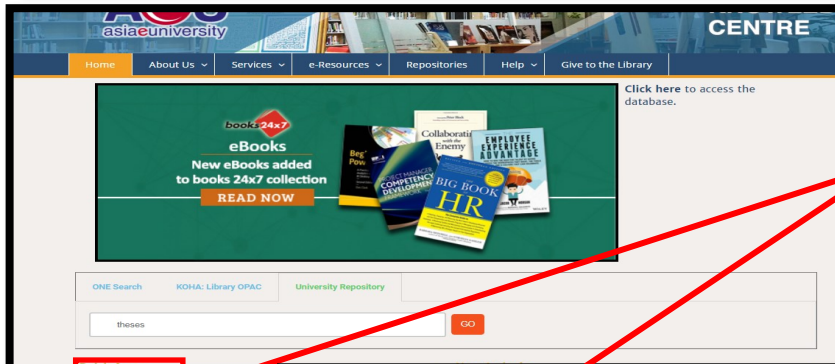 asiaeuniversity
CENTRE
Home
About Us
Services
e-Resources
Repositories
Help
Give to the Library
Click here to access the
database.
books24x7
eBooks
New eBooks added
to books 24x7 collection
READ NOW
PROJECT MANAGER
COMPETENCY
DEVELOPMENT
FRAMEWORK
Collaborating
with the
Enemy
BIG BOOK
HR
EMPLOYEE
EXPERIENCE
ADVANTAGE
ONE Search
KOHA: Library OPAC
University Repository
theses
GO